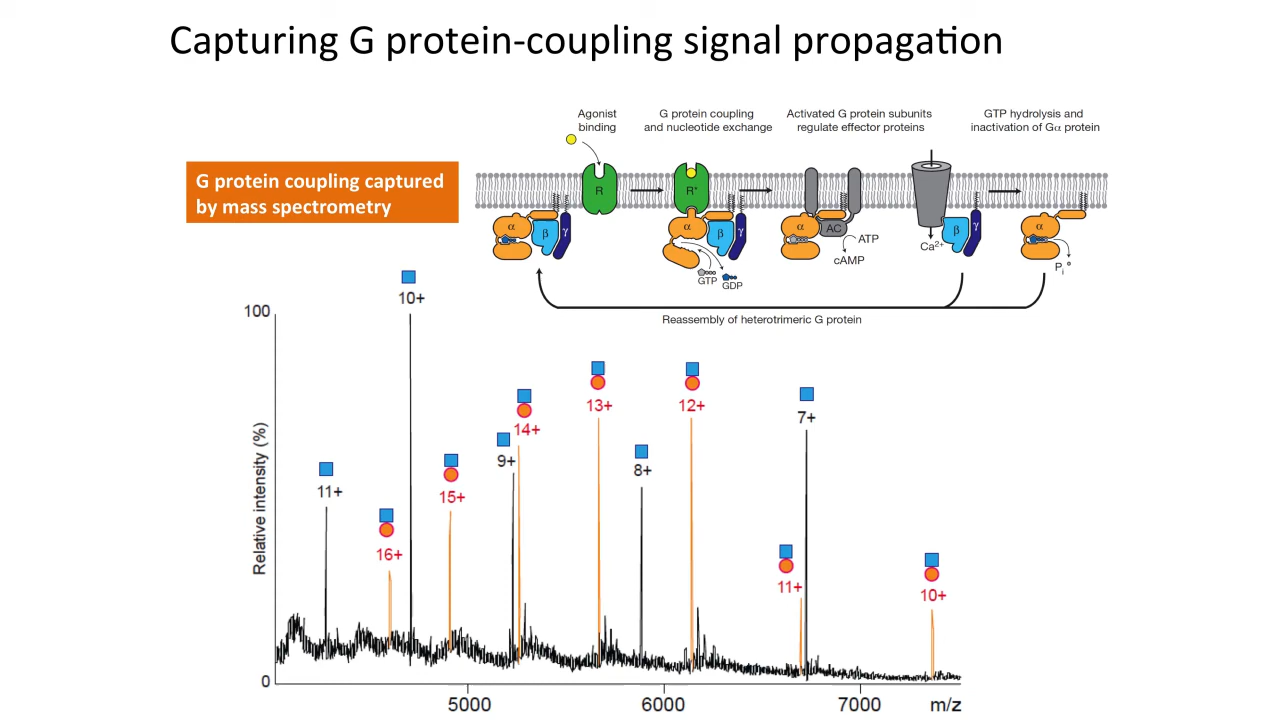 Capturing G protein-coupling signal propagation
G protein coupling captured
by mass spectrometry
Agonist
binding
G protein coupling
and nucleotide exchange
Activated G protein subunits
regulate effector proteins
GTP hydrolysis and
inactivation of Gα protein
R
R*
α
β
γ
α
β
γ
GTP
GDP
α
AC
ATP
cAMP
Ca2+
β
γ
α
Pi
Reassembly of heterotrimeric G protein
Relative intensity (%)
100
0
11+
16+
10+
15+
9+
14+
13+
8+
12+
11+
7+
10+
5000
6000
7000
m/z